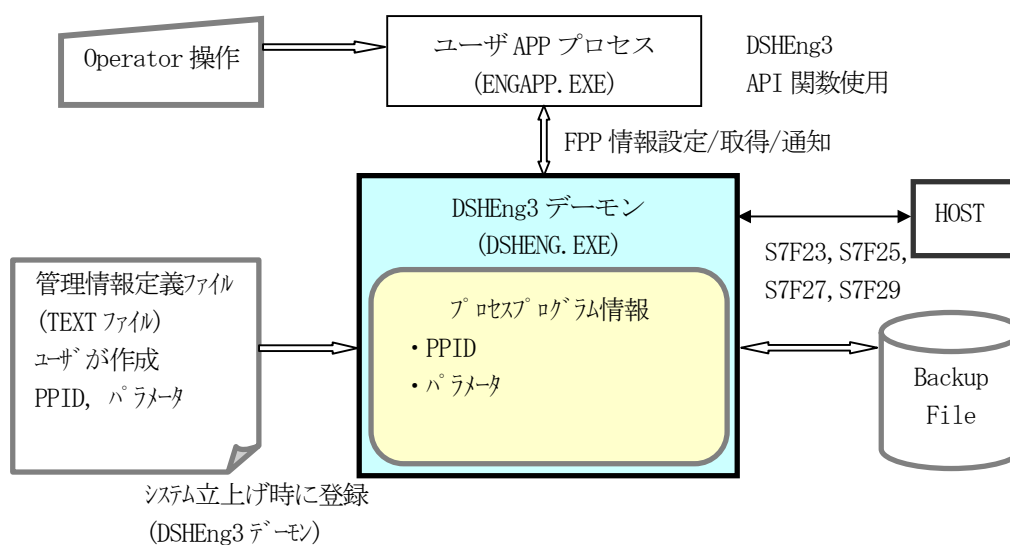 Operator 操作
ユーザ APP プロセス
(ENGAPP.EXE)
DSHEng3
API 関数使用
FPP 情報設定/取得/通知
DSHEng3 デーモン
(DSHENG.EXE)
HOST
S7F23, S7F25,
S7F27, S7F29
管理情報定義ﾌｧｲﾙ
(TEXT ﾌｧｲﾙ)
ﾕｰｻﾞが作成
PPID, ﾊﾟﾗﾒｰﾀ
ﾌﾟﾛｾｽﾌﾟﾛｸﾞﾗﾑ情報
・PPID
・ﾊﾟﾗﾒｰﾀ
Backup
File
ｼｽﾃﾑ立上げ時に登録
(DSHEng3 ﾃﾞｰﾓﾝ)